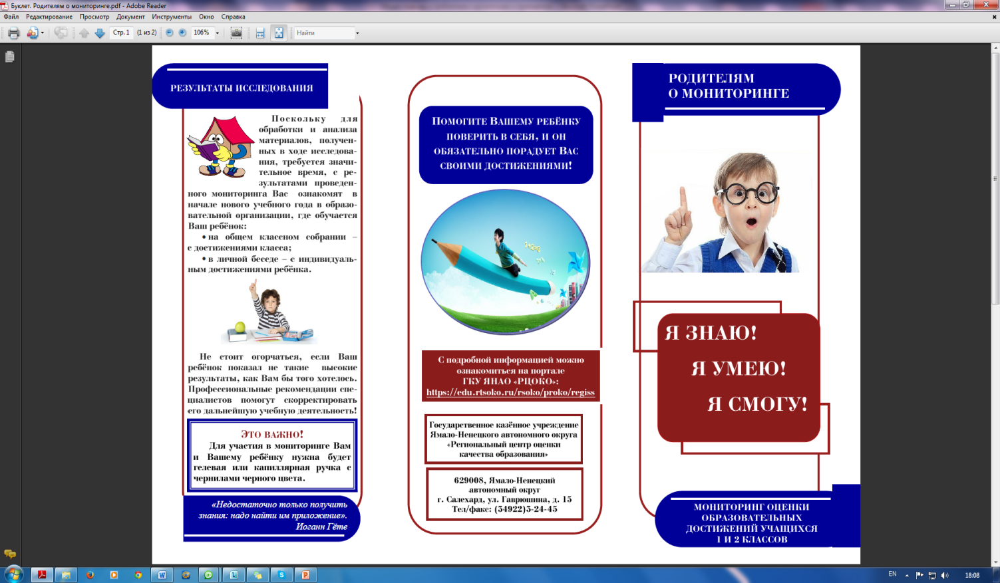 Буклет. Родителям о мониторинге.pdf - Adobe Reader
Файл Редактирование Просмотр Документ Инструменты Окно Справка
Стр. 1 (1 из 2) 106% Найти
РЕЗУЛЬТАТЫ ИССЛЕДОВАНИЯ
Поскольку для
обработки и анализа
материалов, получен-
ных в ходе исследова-
ния, требуется значи-
тельное время, с ре-
зультатами проведен-
ного мониторинга Вас ознакомят в
начале нового учебного года в образо-
вательной организации, где обучается
Ваш ребёнок:
• на общем классном собрании –
с достижениями класса;
• в личной беседе – с индивидуаль-
ным достижениями ребёнка.
Не стоит огорчаться, если Ваш
ребёнок показал не такие высокие
результаты, как Вам бы того хотелось.
Профессиональные рекомендации спе-
циалистов помогут скорректировать
его дальнейшую учебную деятельность!
ЭТО ВАЖНО!
Для участия в мониторинге Вам
и Вашему ребёнку нужна будет
гелевая или капиллярная ручка с
чернилами черного цвета.
«Недостаточно только получить
знания: надо найти им приложение».
Иоганн Гёте
ПОМОГИТЕ ВАШЕМУ РЕБЁНКУ
ПОВЕРИТЬ В СЕБЯ, И ОН
ОБЯЗАТЕЛЬНО ПОРАДУЕТ ВАС
СВОИМИ ДОСТИЖЕНИЯМИ!
1+2=3
A
С подробной информацией можно
ознакомиться на портале
ГКУ ЯНАО «РЦОКО»:
https://edu.rtsoko.ru/rsoko/proko/regiss
Государственное казённое учреждение
Ямало-Ненецкого автономного округа
«Региональный центр оценки
качества образования»
629008, Ямало-Ненецкий
автономный округ
г. Салехард, ул. Гаврюшина, д. 15
Тел/факс: (34922)3-24-45
РОДИТЕЛЯМ
О МОНИТОРИНГЕ
Я ЗНАЮ!
Я УМЕЮ!
Я СМОГУ!
МОНИТОРИНГ ОЦЕНКИ
ОБРАЗОВАТЕЛЬНЫХ
ДОСТИЖЕНИЙ УЧАЩИХСЯ
1 И 2 КЛАССОВ
EN 18:08